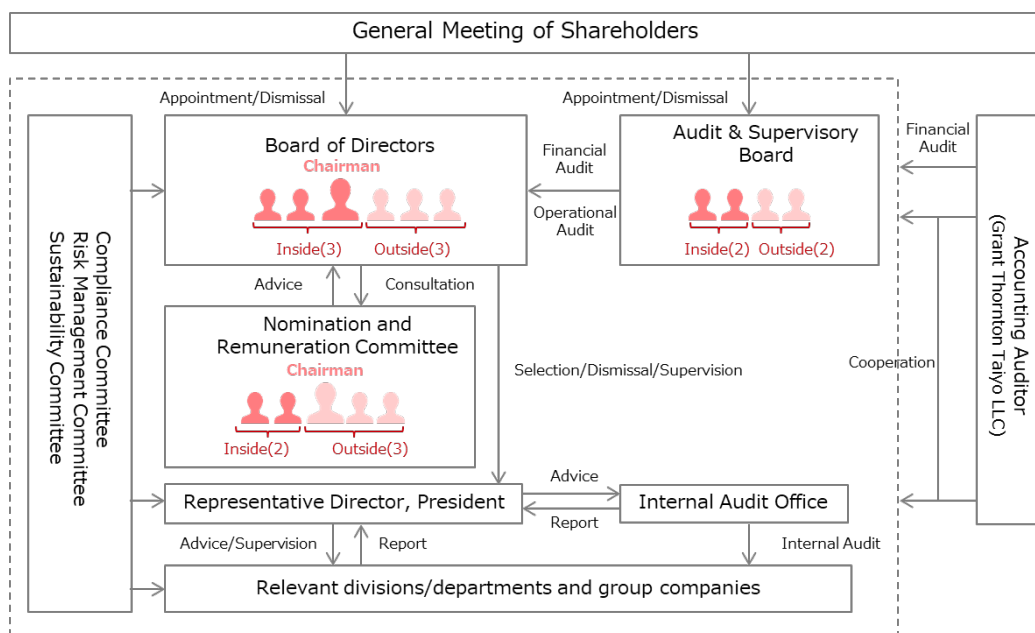 General Meeting of Shareholders
Appointment/Dismissal
Appointment/Dismissal
Board of Directors
Chairman
Inside(3)
Outside(3)
Financial
Audit
Operational
Audit
Audit & Supervisory
Board
Inside(2)
Outside(2)
Financial
Audit
Accounting Auditor
(Grant Thornton Taiyo LLC)
Cooperation
Compliance Committee
Risk Management Committee
Sustainability Committee
Advice
Consultation
Nomination and
Remuneration Committee
Chairman
Inside(2)
Outside(3)
Selection/Dismissal/Supervision
Representative Director, President
Advice
Report
Internal Audit Office
Advice/Supervision
Report
Internal Audit
Relevant divisions/departments and group companies